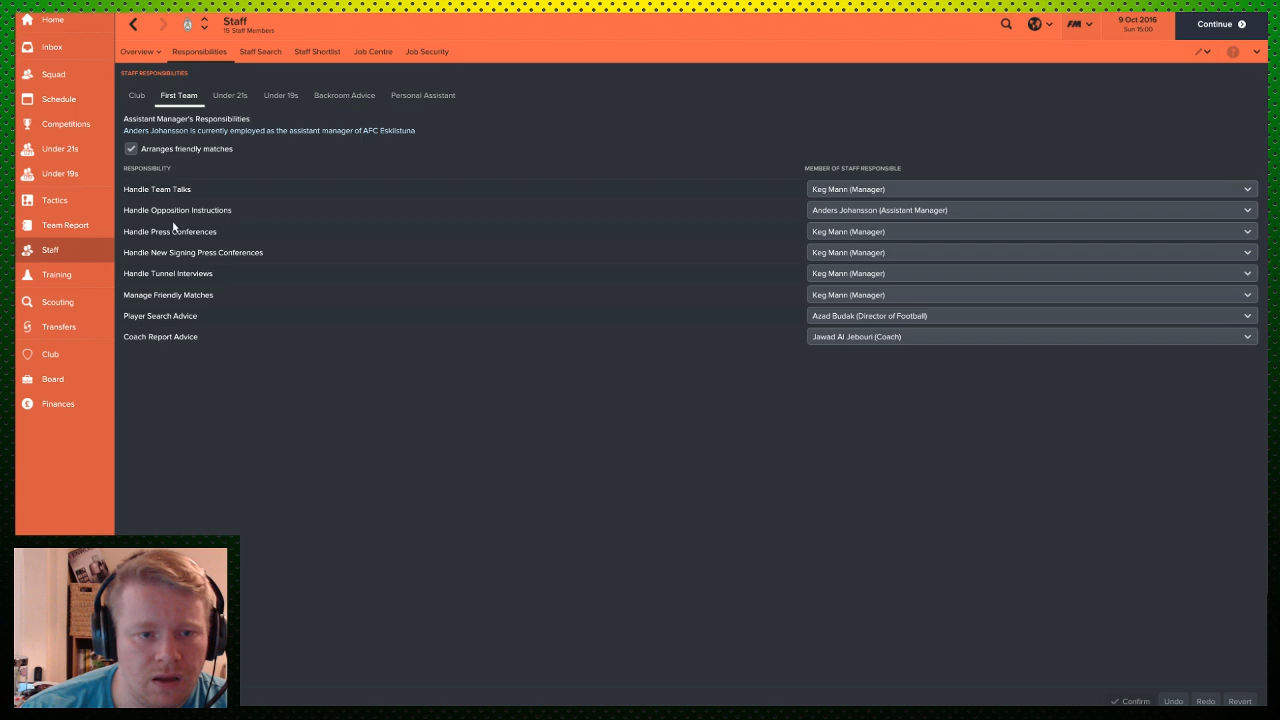 Home
Staff
15 Staff Members
FM
9 Oct 2016
Sun 15:00
Continue
Inbox
Overview
Responsibilities
Staff Search
Staff Shortlist
Job Centre
Job Security
Squad
STAFF RESPONSIBILITIES
Schedule
Club
First Team
Under 21s
Under 19s
Backroom Advice
Personal Assistant
Competitions
Assistant Manager's Responsibilities
Anders Johansson is currently employed as the assistant manager of AFC Eskilstuna
Under 21s
Arranges friendly matches
RESPONSIBILITY
MEMBER OF STAFF RESPONSIBLE
Under 19s
Handle Team Talks
Keg Mann (Manager)
Tactics
Handle Opposition Instructions
Anders Johansson (Assistant Manager)
Team Report
Handle Press Conferences
Keg Mann (Manager)
Staff
Handle New Signing Press Conferences
Keg Mann (Manager)
Training
Handle Tunnel Interviews
Keg Mann (Manager)
Scouting
Manage Friendly Matches
Keg Mann (Manager)
Transfers
Player Search Advice
Azad Budak (Director of Football)
Coach Report Advice
Jawad Al Jebouri (Coach)
Club
Board
Finances
Confirm
Undo
Redo
Revert